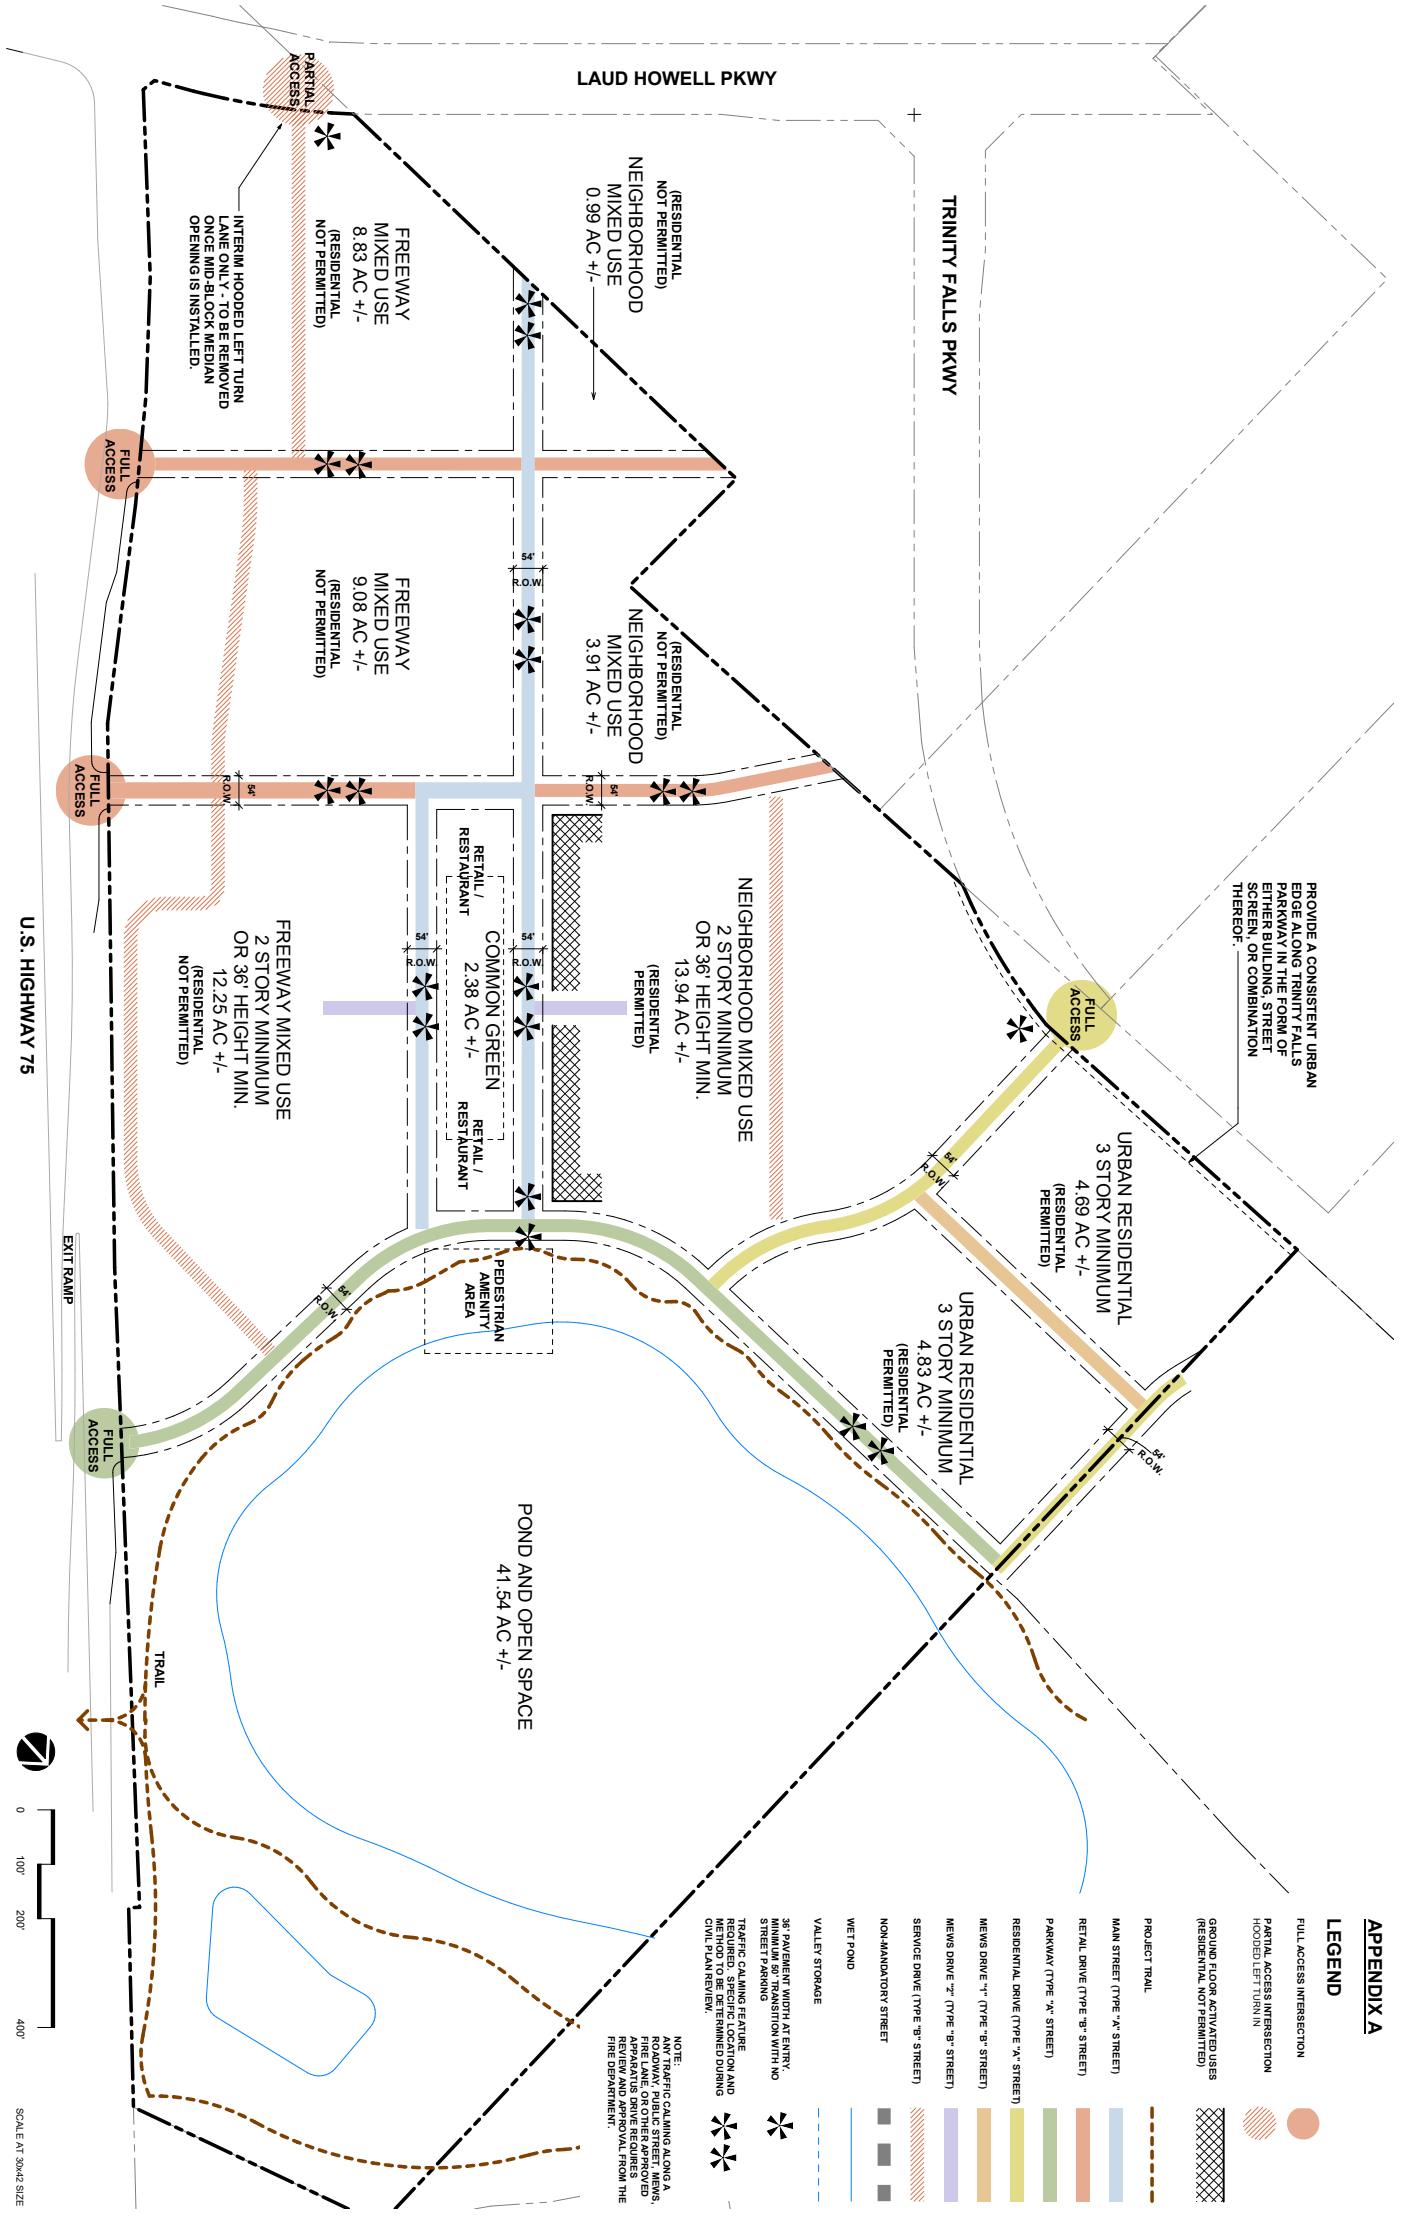 LAUD HOWELL PKWY
TRINITY FALLS PKWY
PARTIAL
ACCESS
INTERIM HOODED LEFT TURN
LANE ONLY - TO BE REMOVED
ONCE MID-BLOCK MEDIAN
OPENING IS INSTALLED.
FREEWAY
MIXED USE
8.83 AC +/-
(RESIDENTIAL
NOT PERMITTED)
(RESIDENTIAL
NOT PERMITTED)
NEIGHBORHOOD
MIXED USE
0.99 AC +/-
FULL
ACCESS
FREEWAY
MIXED USE
9.08 AC +/-
(RESIDENTIAL
NOT PERMITTED)
54'
R.O.W.
(RESIDENTIAL
NOT PERMITTED)
NEIGHBORHOOD
MIXED USE
3.91 AC +/-
FULL
ACCESS
54'
R.O.W.
54'
R.O.W.
RETAIL /
RESTAURANT
COMMON GREEN
2.38 AC +/-
RETAIL /
RESTAURANT
54'
R.O.W.
54'
R.O.W.
NEIGHBORHOOD MIXED USE
2 STORY MINIMUM
OR 36' HEIGHT MIN.
13.94 AC +/-
(RESIDENTIAL
PERMITTED)
FREEWAY MIXED USE
2 STORY MINIMUM
OR 36' HEIGHT MIN.
12.25 AC +/-
(RESIDENTIAL
NOT PERMITTED)
U.S. HIGHWAY 75
EXIT RAMP
PROVIDE A CONSISTENT URBAN
EDGE ALONG TRINITY FALLS
PARKWAY IN THE FORM OF
EITHER BUILDING, STREET
SCREEN, OR COMBINATION
THEREOF.
FULL
ACCESS
54'
R.O.W.
URBAN RESIDENTIAL
3 STORY MINIMUM
4.69 AC +/-
(RESIDENTIAL
PERMITTED)
URBAN RESIDENTIAL
3 STORY MINIMUM
4.83 AC +/-
(RESIDENTIAL
PERMITTED)
54'
R.O.W.
PEDESTRIAN
AMENITY
AREA
54'
R.O.W.
FULL
ACCESS
POND AND OPEN SPACE
41.54 AC +/-
TRAIL
0
100'
200'
400'
SCALE AT 30x42 SIZE
APPENDIX A
LEGEND
FULL ACCESS INTERSECTION
PARTIAL ACCESS INTERSECTION
HOODED LEFT TURN IN
GROUND FLOOR ACTIVATED USES
(RESIDENTIAL NOT PERMITTED)
PROJECT TRAIL
MAIN STREET (TYPE "A" STREET)
RETAIL DRIVE (TYPE "B" STREET)
PARKWAY (TYPE "A" STREET)
RESIDENTIAL DRIVE (TYPE "A" STREET)
MEWS DRIVE "1" (TYPE "B" STREET)
MEWS DRIVE "2" (TYPE "B" STREET)
SERVICE DRIVE (TYPE "B" STREET)
NON-MANDATORY STREET
WET POND
VALLEY STORAGE
36' PAVEMENT WIDTH AT ENTRY.
MINIMUM 50' TRANSITION WITH NO
STREET PARKING
TRAFFIC CALMING FEATURE
REQUIRED. SPECIFIC LOCATION AND
METHOD TO BE DETERMINED DURING
CIVIL PLAN REVIEW.
NOTE:
ANY TRAFFIC CALMING ALONG A
ROADWAY, PUBLIC STREET, MEWS,
FIRE LANE, OR OTHER APPROVED
APPARATUS DRIVE REQUIRES
REVIEW AND APPROVAL FROM THE
FIRE DEPARTMENT.